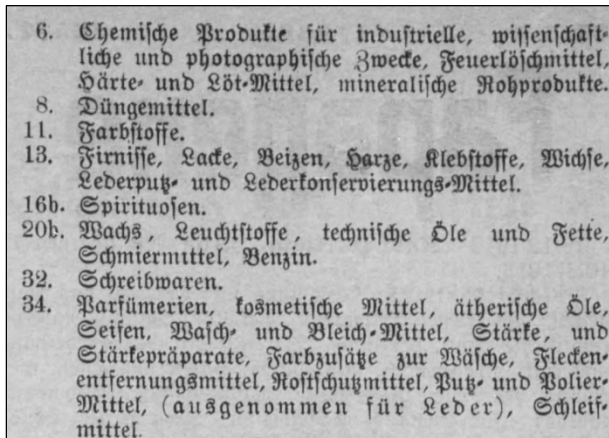 6. Chemische Produkte für industrielle, wissenschaft-
liche und photographische Zwecke, Feuerlöschmittel,
Härte- und Löt-Mittel, mineralische Rohprodukte.
8. Düngemittel.
11. Farbstoffe.
13. Firnisse, Lacke, Beizen, Harze, Klebstoffe, Wichse,
Lederputz- und Lederkonservierungs-Mittel.
16b. Spirituosen.
20b. Wachs, Leuchtstoffe, technische Öle und Fette,
Schmiermittel, Benzin.
32. Schreibwaren.
34. Parfümerien, kosmetische Mittel, ätherische Öle,
Seifen, Wasch- und Bleich-Mittel, Stärke, und
Stärkepräparate, Farbzusätze zur Wäsche, Flecken-
entfernungsmittel, Rostschutzmittel, Putz- und Polier-
Mittel, (ausgenommen für Leder), Schleif-
mittel.